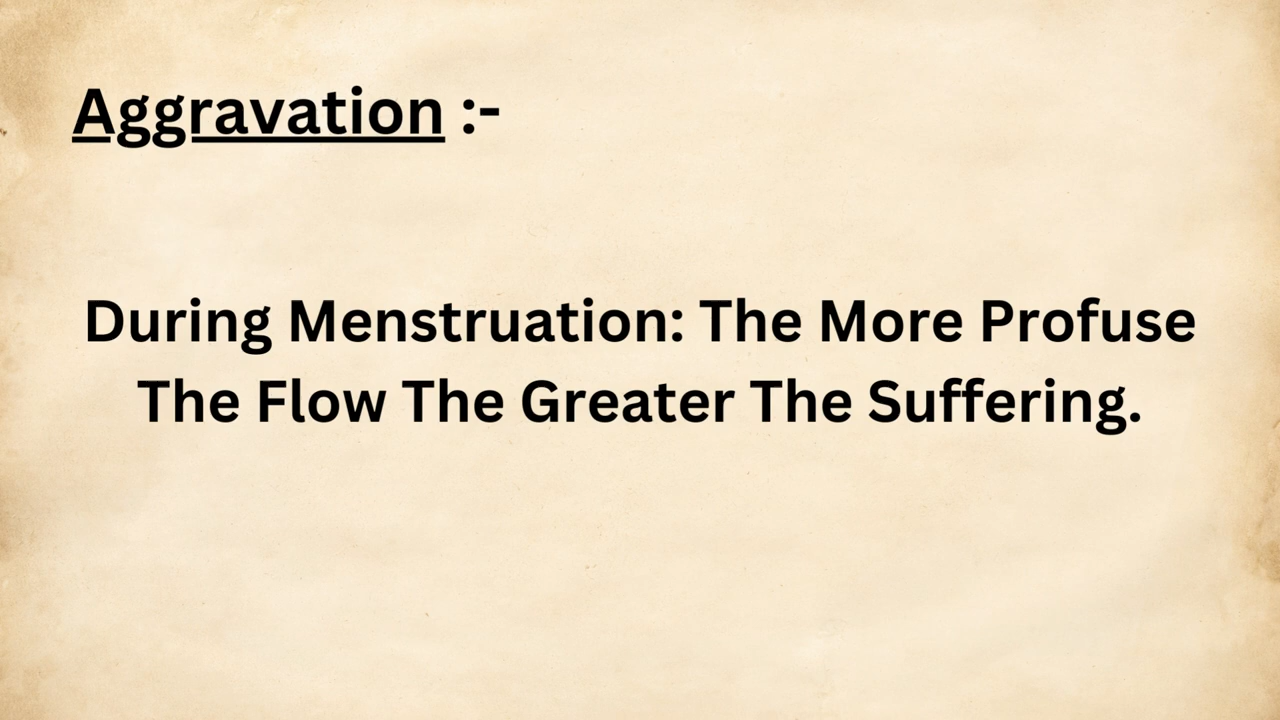 Aggravation :-
During Menstruation: The More Profuse
The Flow The Greater The Suffering.